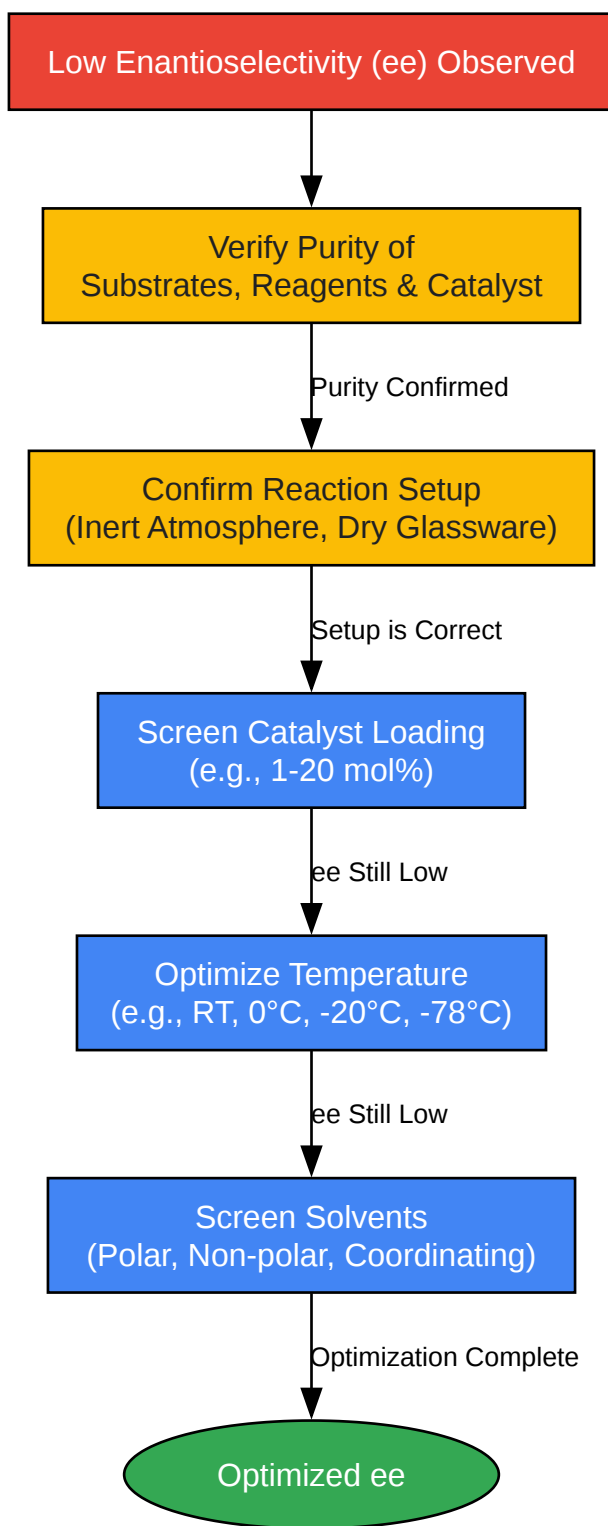 Low Enantioselectivity (ee) Observed
Verify Purity of
Substrates, Reagents & Catalyst
Purity Confirmed
Confirm Reaction Setup
(Inert Atmosphere, Dry Glassware)
Setup is Correct
Screen Catalyst Loading
(e.g., 1-20 mol%)
ee Still Low
Optimize Temperature
(e.g., RT, 0°C, -20°C, -78°C)
ee Still Low
Screen Solvents
(Polar, Non-polar, Coordinating)
Optimization Complete
Optimized ee